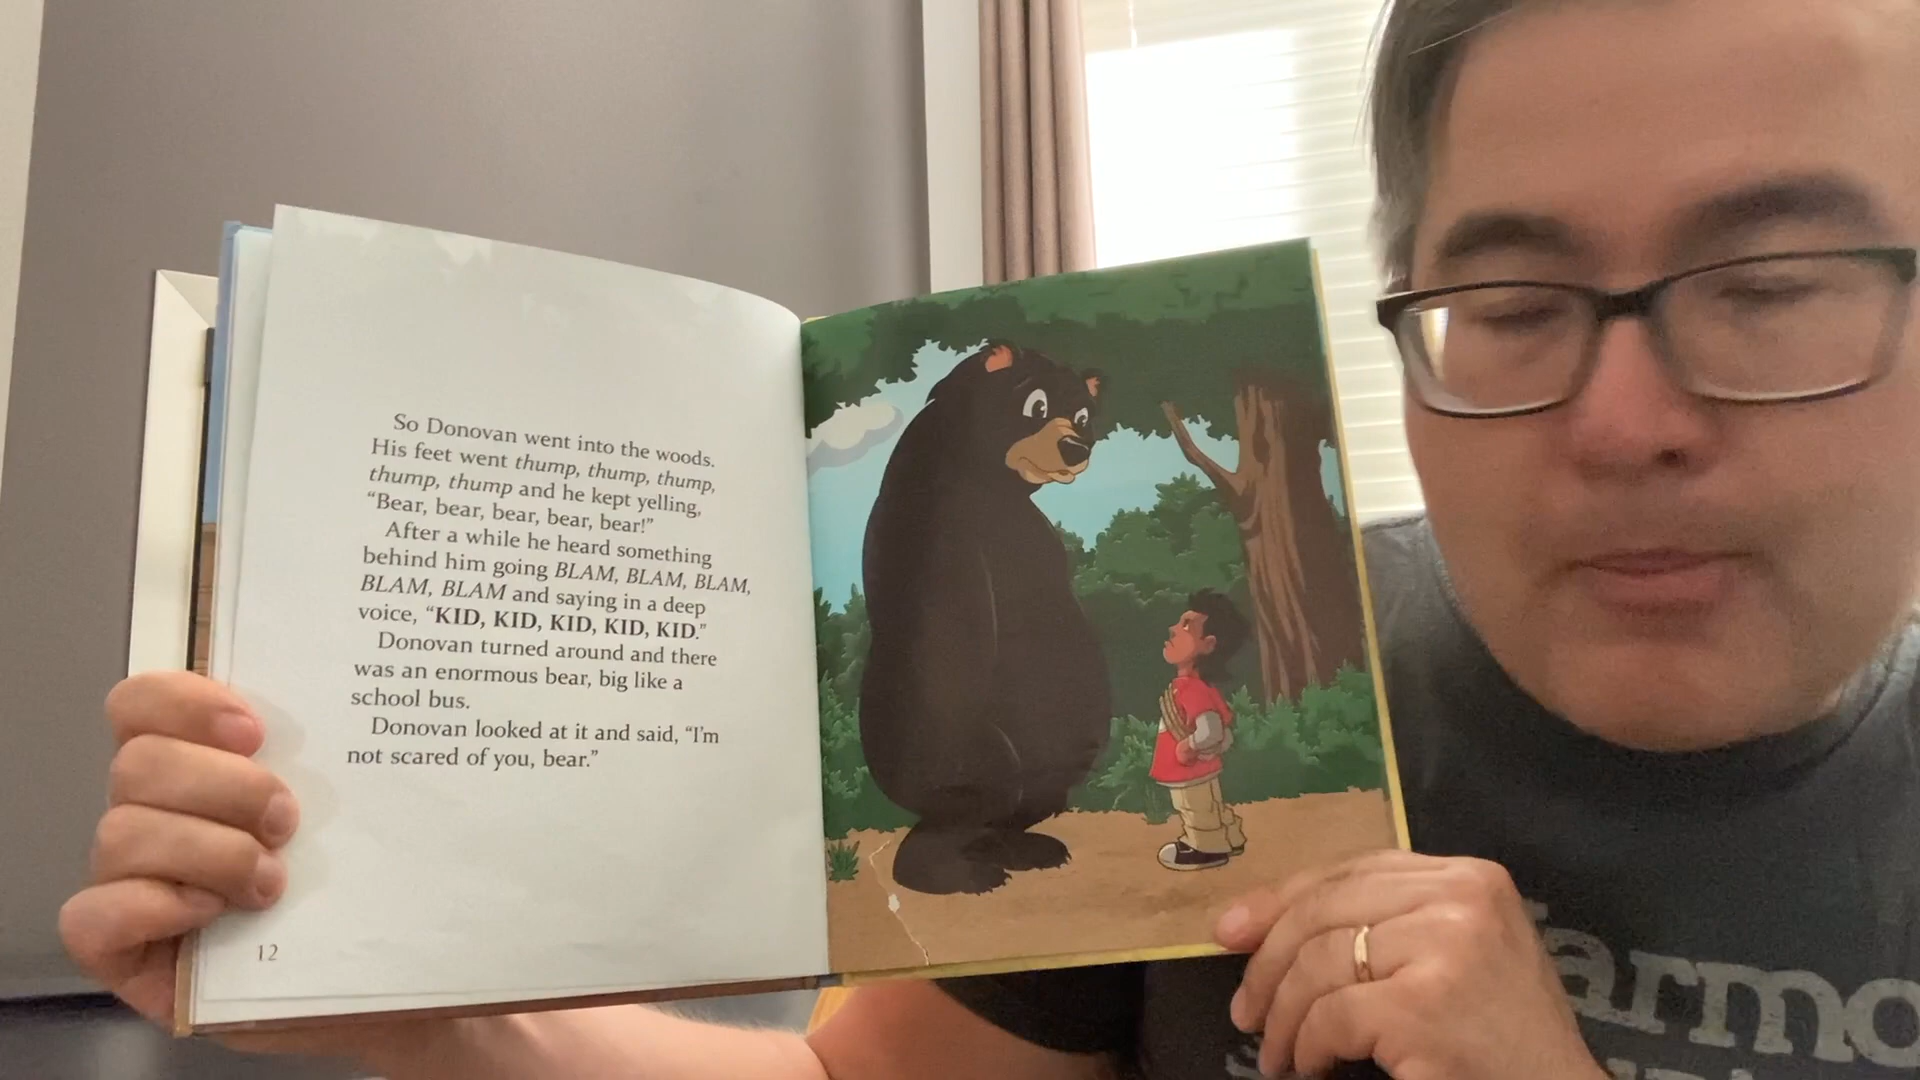 So Donovan went into the woods.
His feet went thump, thump, thump,
thump, thump and he kept yelling,
“Bear, bear, bear, bear, bear!”
After a while he heard something
behind him going BLAM, BLAM, BLAM,
BLAM, BLAM and saying in a deep
voice, “KID, KID, KID, KID, KID.”
Donovan turned around and there
was an enormous bear, big like a
school bus.
Donovan looked at it and said, “I’m
not scared of you, bear.”
12